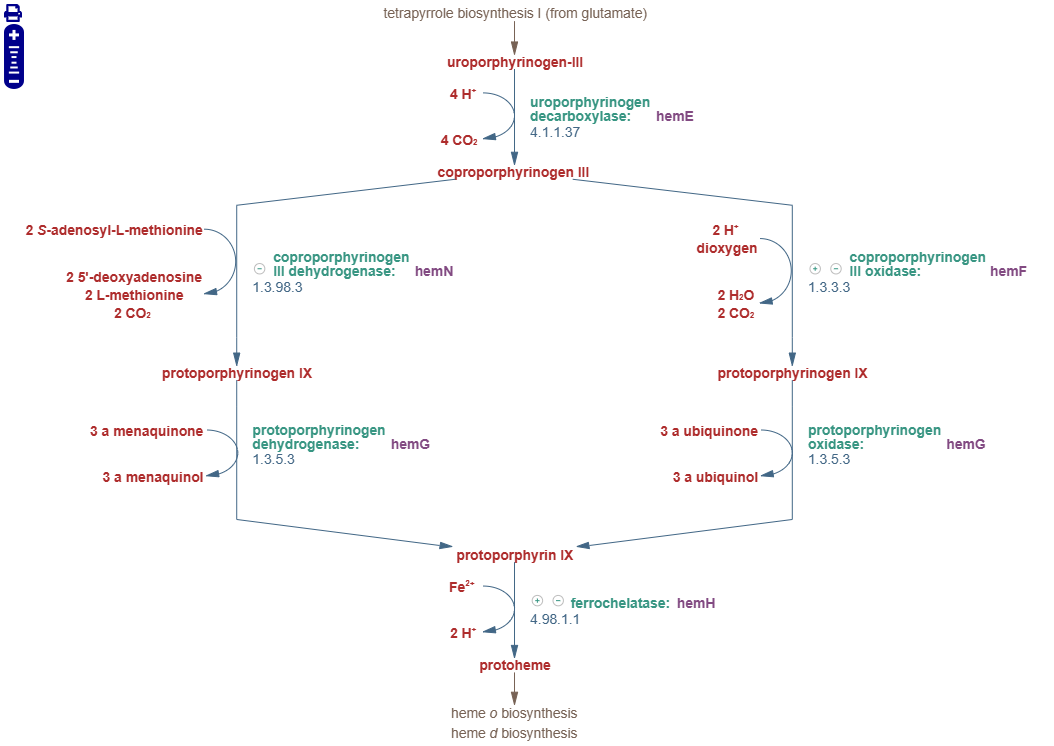 tetrapyrrole biosynthesis I (from glutamate)
uroporphyrinogen-III
4 H⁺
4 CO₂
uroporphyrinogen
decarboxylase: hemE
4.1.1.37
coproporphyrinogen III
2 S-adenosyl-L-methionine
2 5'-deoxyadenosine
2 L-methionine
2 CO₂
coproporphyrinogen
III dehydrogenase: hemN
1.3.98.3
2 H⁺
dioxygen
2 H₂O
2 CO₂
coproporphyrinogen
III oxidase: hemF
1.3.3.3
protoporphyrinogen IX
protoporphyrinogen IX
3 a menaquinone
3 a menaquinol
protoporphyrinogen
dehydrogenase: hemG
1.3.5.3
3 a ubiquinone
3 a ubiquinol
protoporphyrinogen
oxidase: hemG
1.3.5.3
protoporphyrin IX
Fe²⁺
2 H⁺
ferrochelatase: hemH
4.98.1.1
protoheme
heme o biosynthesis
heme d biosynthesis